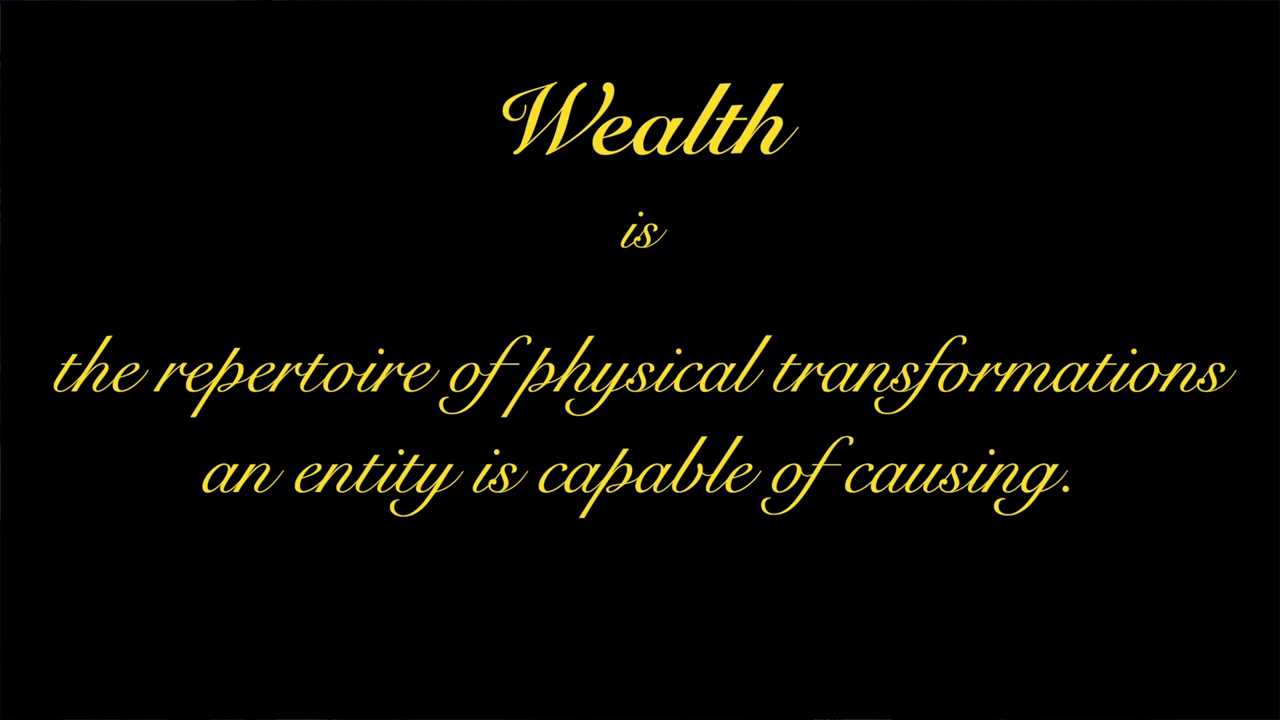 Wealth
is
the repertoire of physical transformations
an entity is capable of causing.